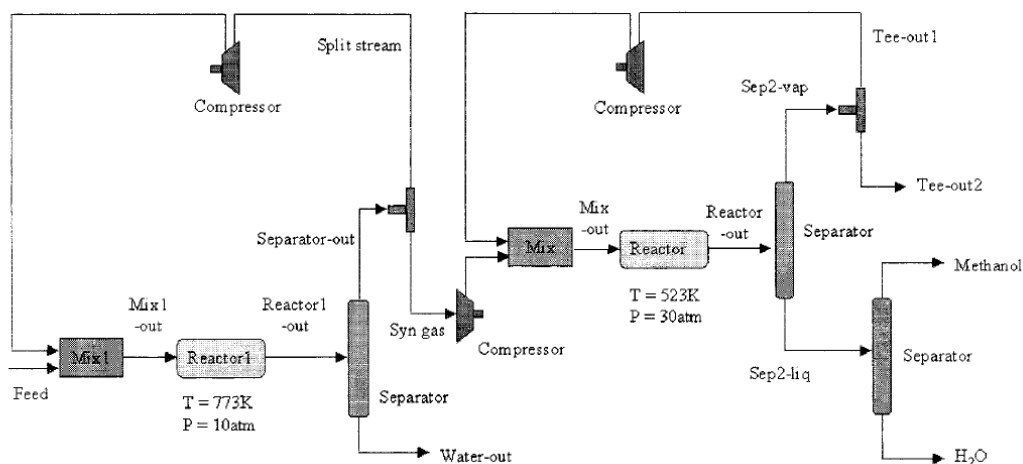 Split stream
Compressor
Tee-out1
Sep2-vap
Compressor
Tee-out2
Mix
-out
Reactor
-out
Separator-out
Separator
Mix
Reactor
Methanol
T = 523K
P = 30atm
Mix1
-out
Reactor1
-out
Syn gas
Compressor
Separator
Sep2-liq
Mix1
Reactor1
Feed
Separator
T = 773K
P = 10atm
Water-out
H₂O